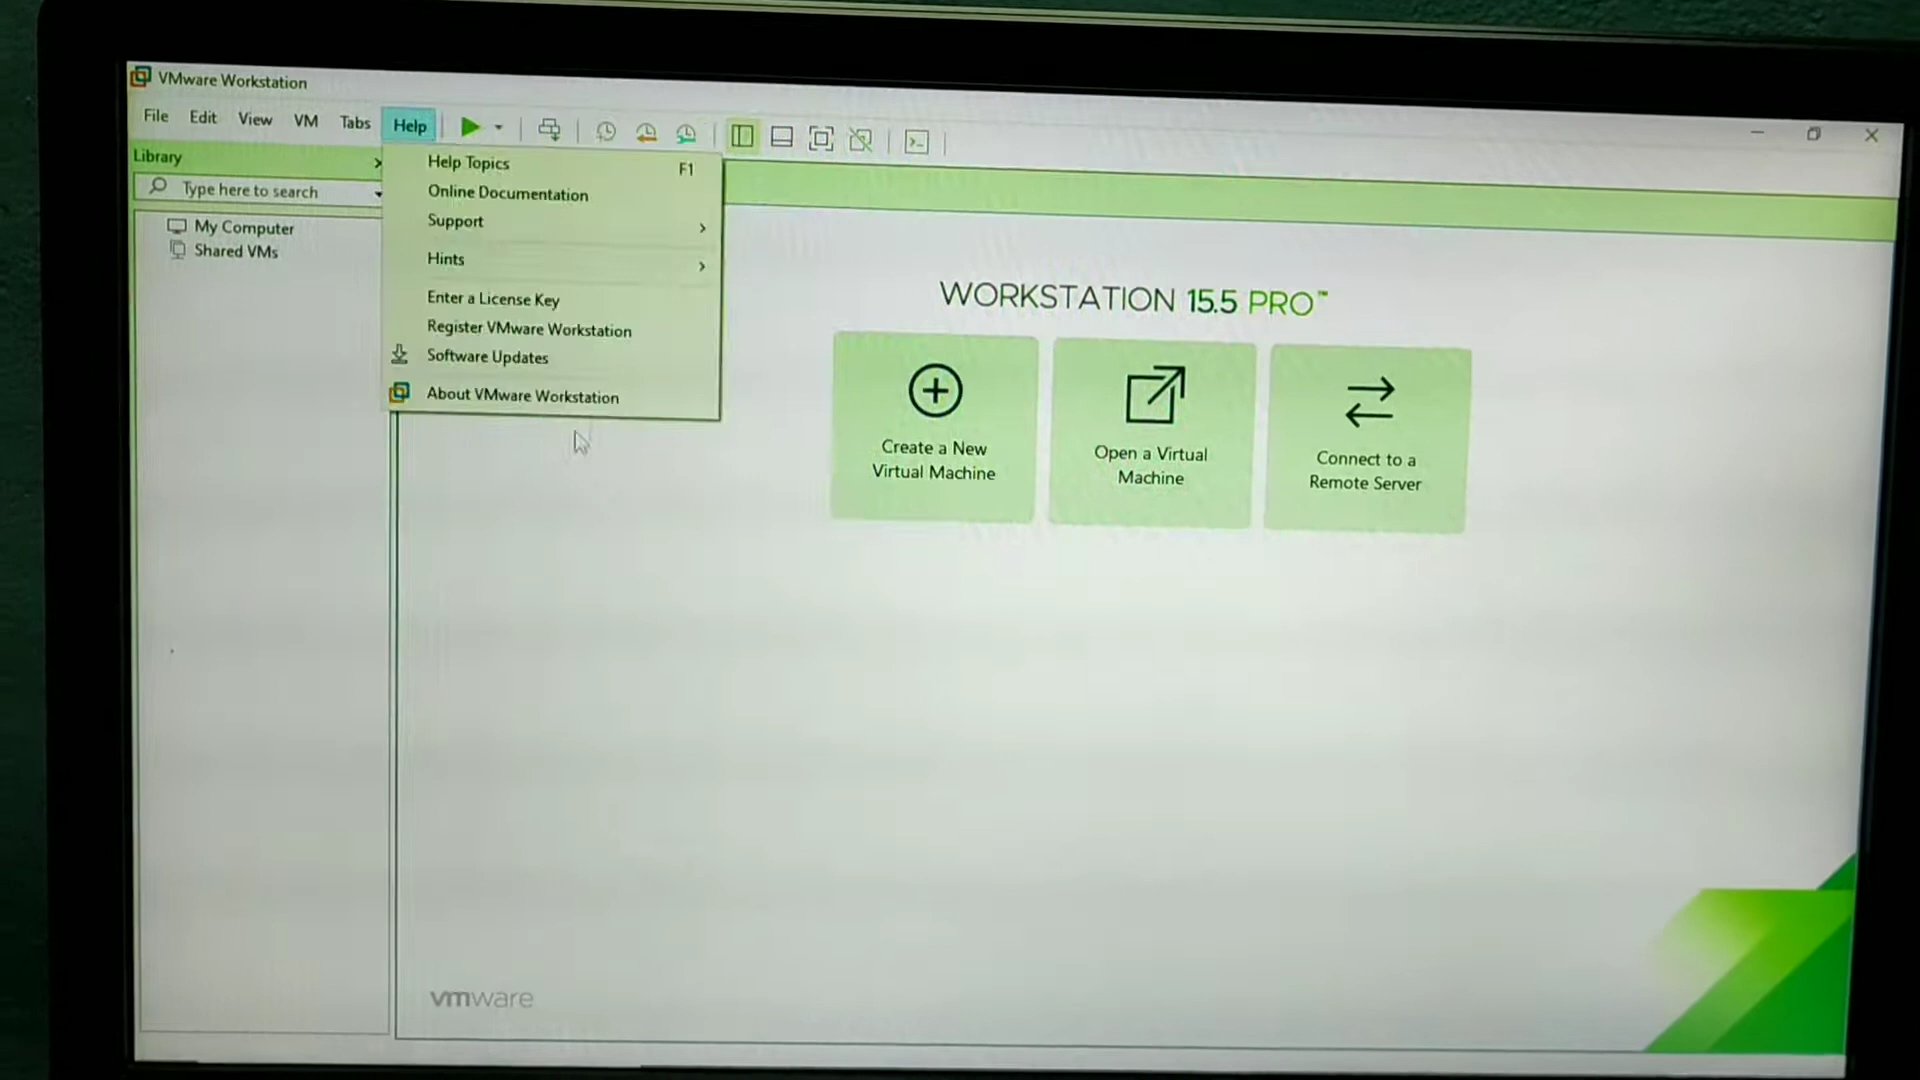 VMware Workstation
File Edit View VM Tabs Help
Library
Type here to search
My Computer
Shared VMs
Help Topics F1
Online Documentation
Support
Hints
Enter a License Key
Register VMware Workstation
Software Updates
About VMware Workstation
WORKSTATION 15.5 PRO™
Create a New
Virtual Machine
Open a Virtual
Machine
Connect to a
Remote Server
vmware